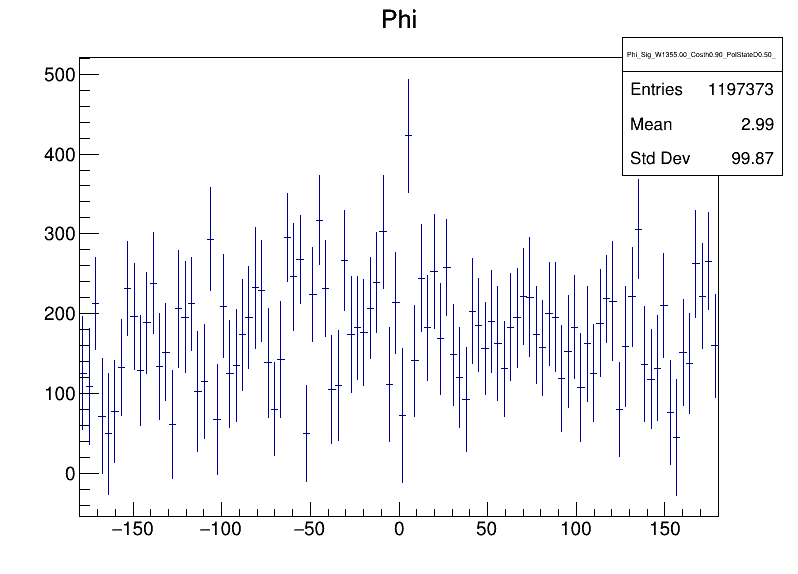 Phi
Phi_Sig_W1355.00_Costh0.90_PolStateD0.50_
Entries 1197373
Mean 2.99
Std Dev 99.87
500
400
300
200
100
0
−150 −100 −50 0 50 100 150